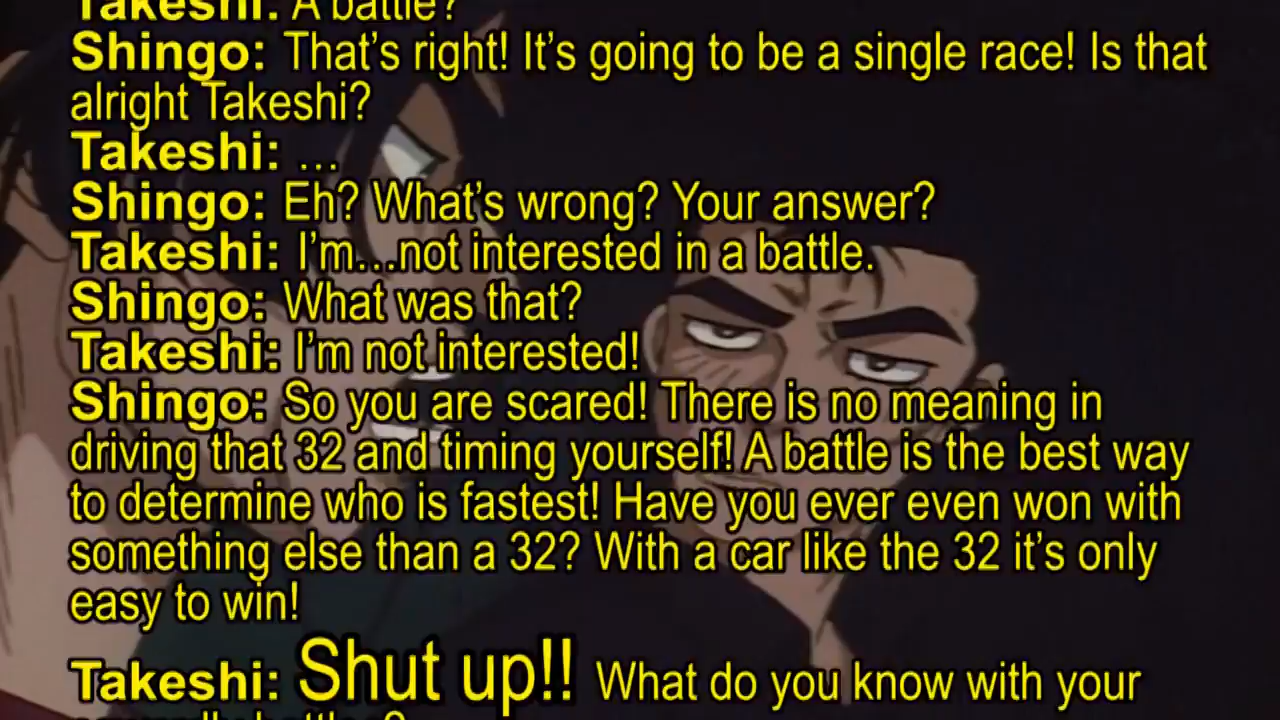 Takeshi: A battle?
Shingo: That's right! It's going to be a single race! Is that
alright Takeshi?
Takeshi: ...
Shingo: Eh? What's wrong? Your answer?
Takeshi: I'm...not interested in a battle.
Shingo: What was that?
Takeshi: I'm not interested!
Shingo: So you are scared! There is no meaning in
driving that 32 and timing yourself! A battle is the best way
to determine who is fastest! Have you ever even won with
something else than a 32? With a car like the 32 it's only
easy to win!
Takeshi: Shut up!! What do you know with your